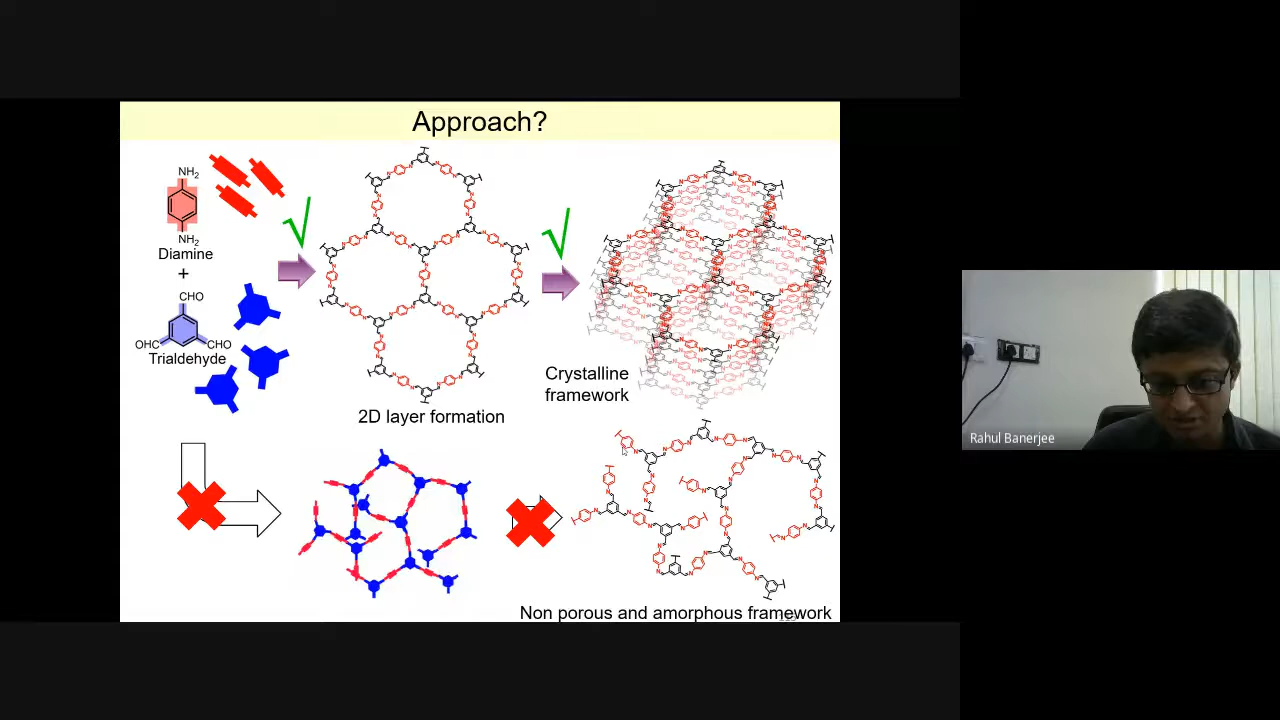 Approach?
NH2
NH2
Diamine
+
CHO
OHC
CHO
Trialdehyde
2D layer formation
Crystalline
framework
Non porous and amorphous framework
Rahul Banerjee